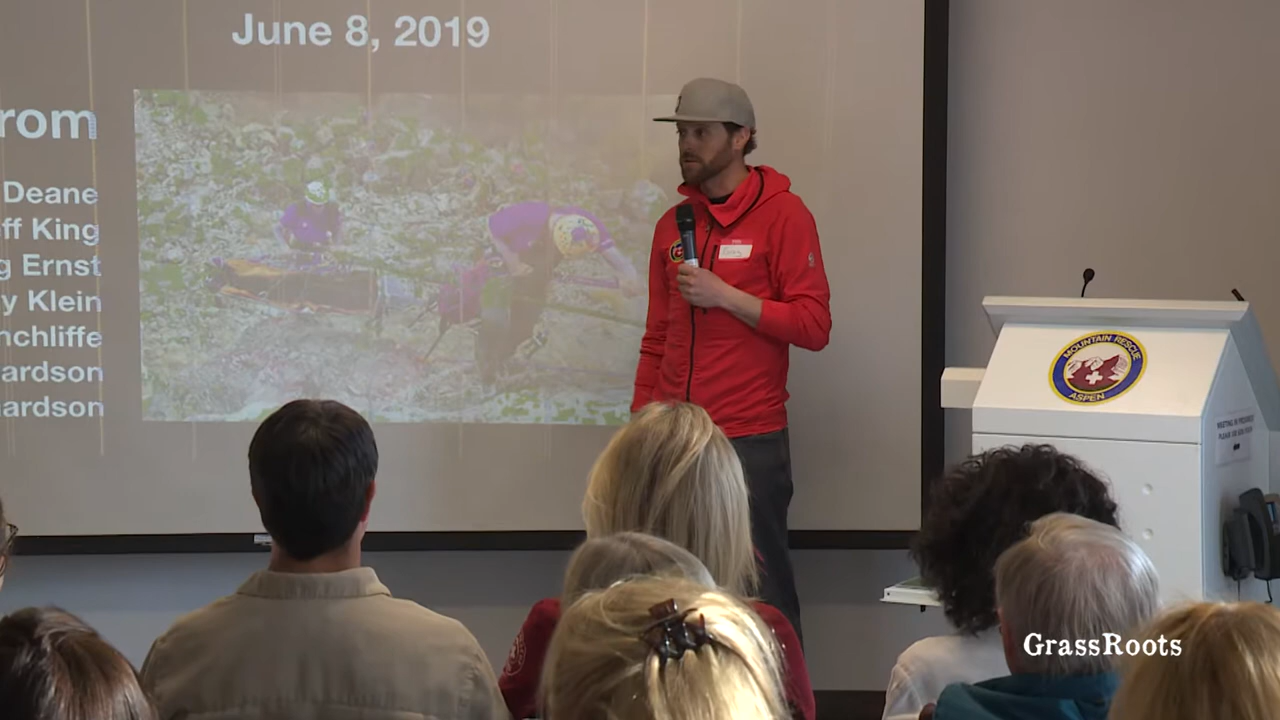 June 8, 2019
rom
Deane
ff King
g Ernst
y Klein
nchliffe
ardson
ardson
MOUNTAIN RESCUE
ASPEN
GrassRoots